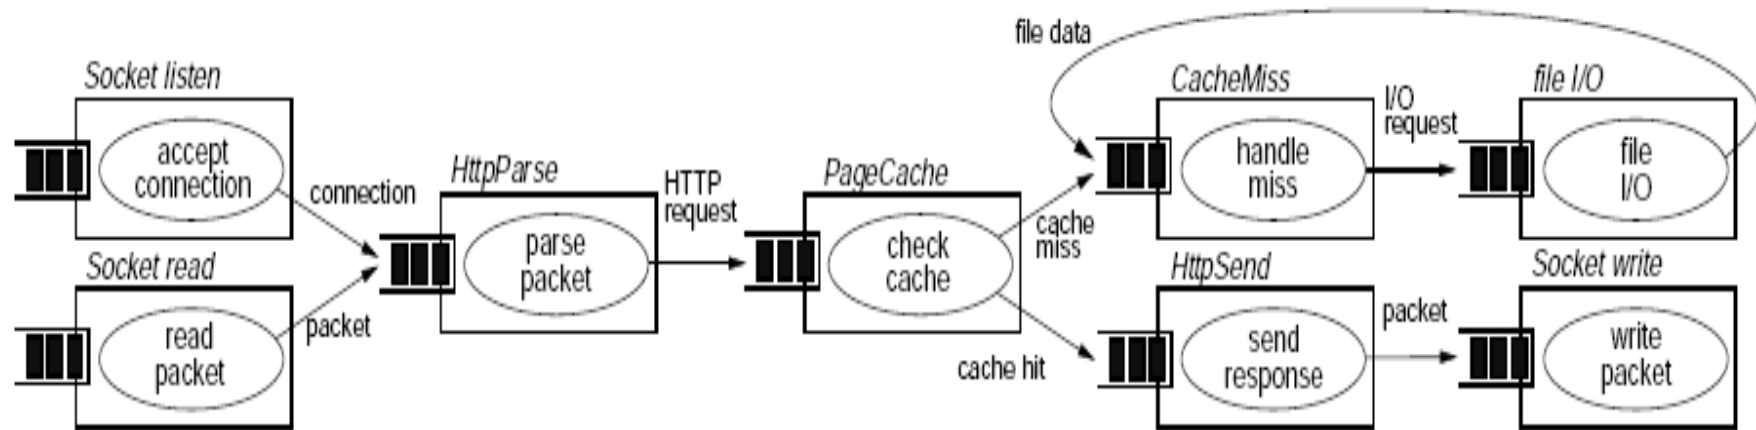 Socket listen
accept
connection
connection
Socket read
read
packet
packet
HttpParse
parse
packet
HTTP
request
PageCache
check
cache
cache
miss
cache hit
file data
CacheMiss
handle
miss
I/O
request
file I/O
file
I/O
HttpSend
send
response
packet
Socket write
write
packet